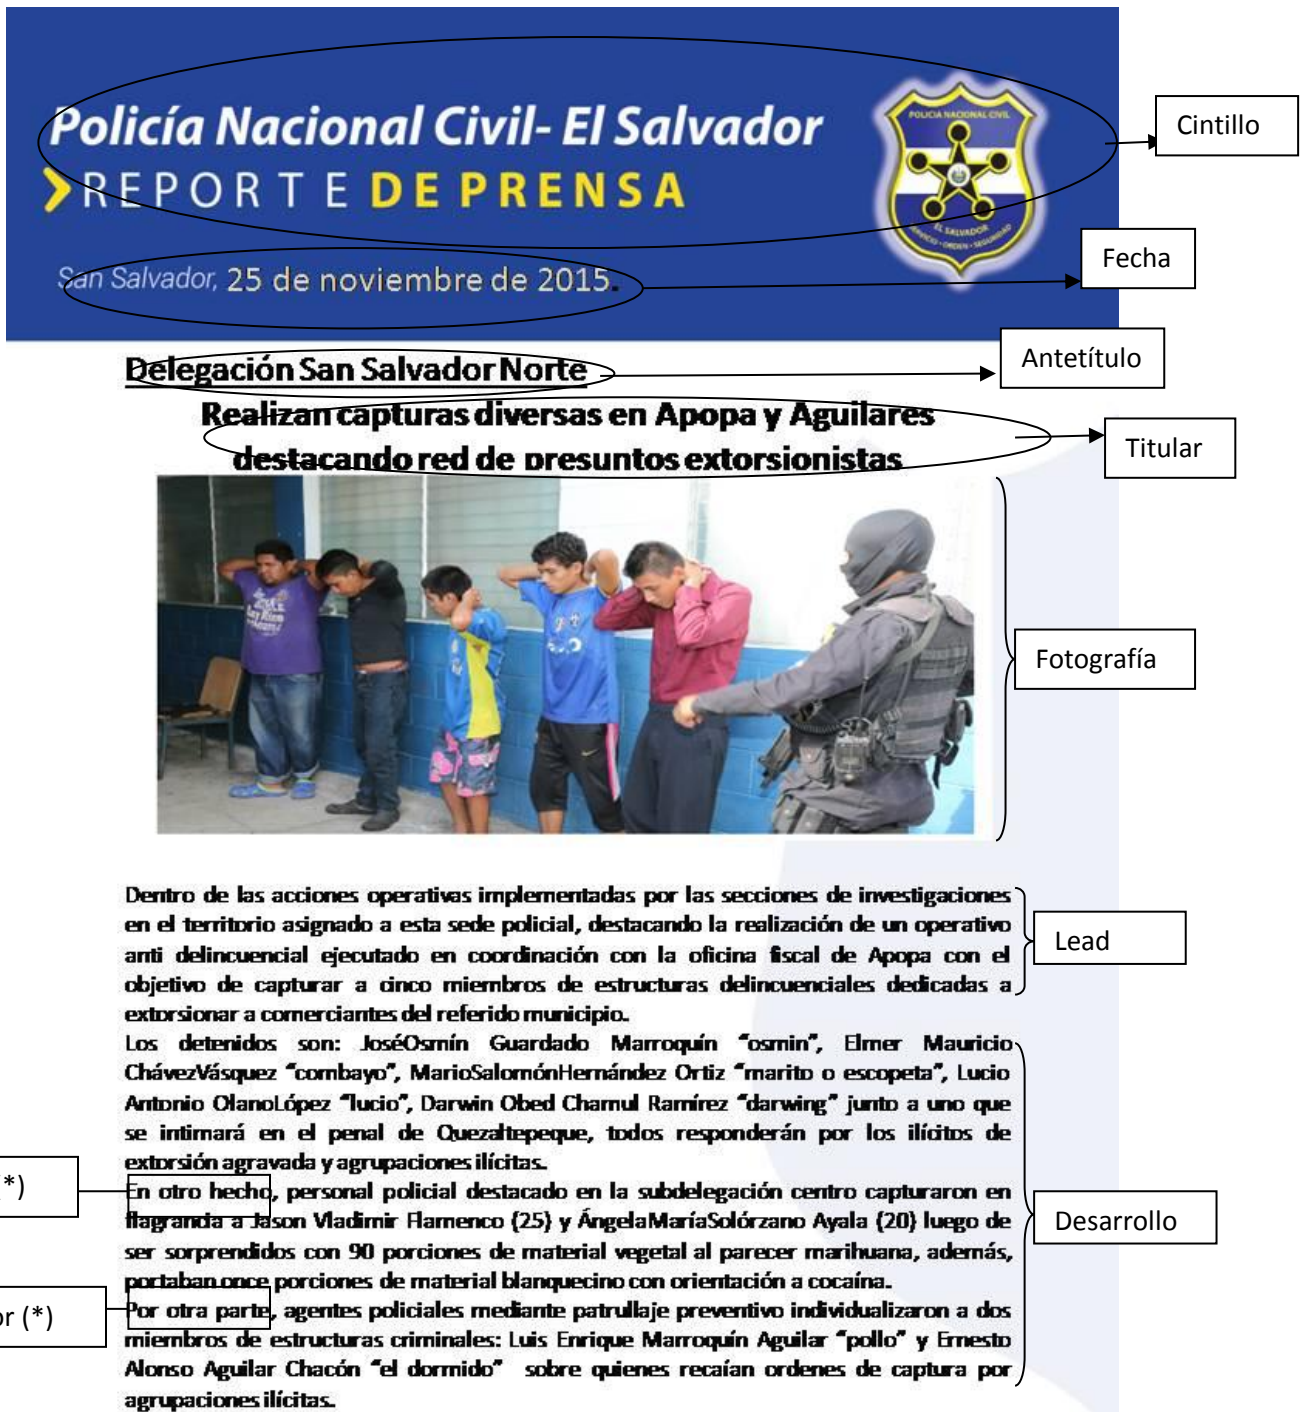 Policía Nacional Civil- El Salvador
REPORTE DE PRENSA
POLICIA NACIONAL CIVIL
EL SALVADOR
SERVICIO - ORDEN - SEGURIDAD
Cintillo
San Salvador, 25 de noviembre de 2015.
Fecha
Delegación San Salvador Norte
Antetítulo
Realizan capturas diversas en Apopa y Aguilares
destacando red de presuntos extorsionistas
Titular
Fotografía
Dentro de las acciones operativas implementadas por las secciones de investigaciones
en el territorio asignado a esta sede policial, destacando la realización de un operativo
anti delincuencial ejecutado en coordinación con la oficina fiscal de Apopa con el
objetivo de capturar a cinco miembros de estructuras delincuenciales dedicadas a
extorsionar a comerciantes del referido municipio.
Lead
Los detenidos son: JoséOsmín Guardado Marroquín “osmin”, Elmer Mauricio
ChávezVásquez “combayo”, MarioSalomónHernández Ortiz “marito o escopeta”, Lucio
Antonio OlanoLópez “lucio”, Darwin Obed Chamul Ramírez “darwing” junto a uno que
se intimará en el penal de Quezaltepeque, todos responderán por los ilícitos de
extorsión agravada y agrupaciones ilícitas.
(*)
En otro hecho, personal policial destacado en la subdelegación centro capturaron en
flagrancia a Jason Vladimir Flamenco (25) y ÁngelaMaríaSolórzano Ayala (20) luego de
ser sorprendidos con 90 porciones de material vegetal al parecer marihuana, además,
portaban once porciones de material blanquecino con orientación a cocaína.
Desarrollo
or (*)
Por otra parte, agentes policiales mediante patrullaje preventivo individualizaron a dos
miembros de estructuras criminales: Luis Enrique Marroquín Aguilar “pollo” y Ernesto
Alonso Aguilar Chacón “el dormido” sobre quienes recaían ordenes de captura por
agrupaciones ilícitas.